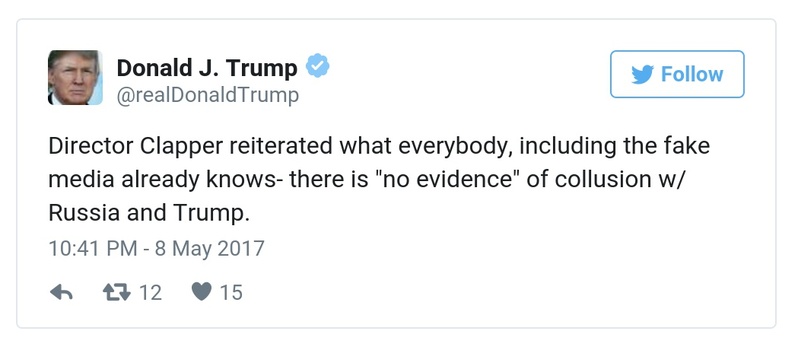 Donald J. Trump
@realDonaldTrump
Follow
Director Clapper reiterated what everybody, including the fake
media already knows- there is "no evidence" of collusion w/
Russia and Trump.
10:41 PM - 8 May 2017
12 15